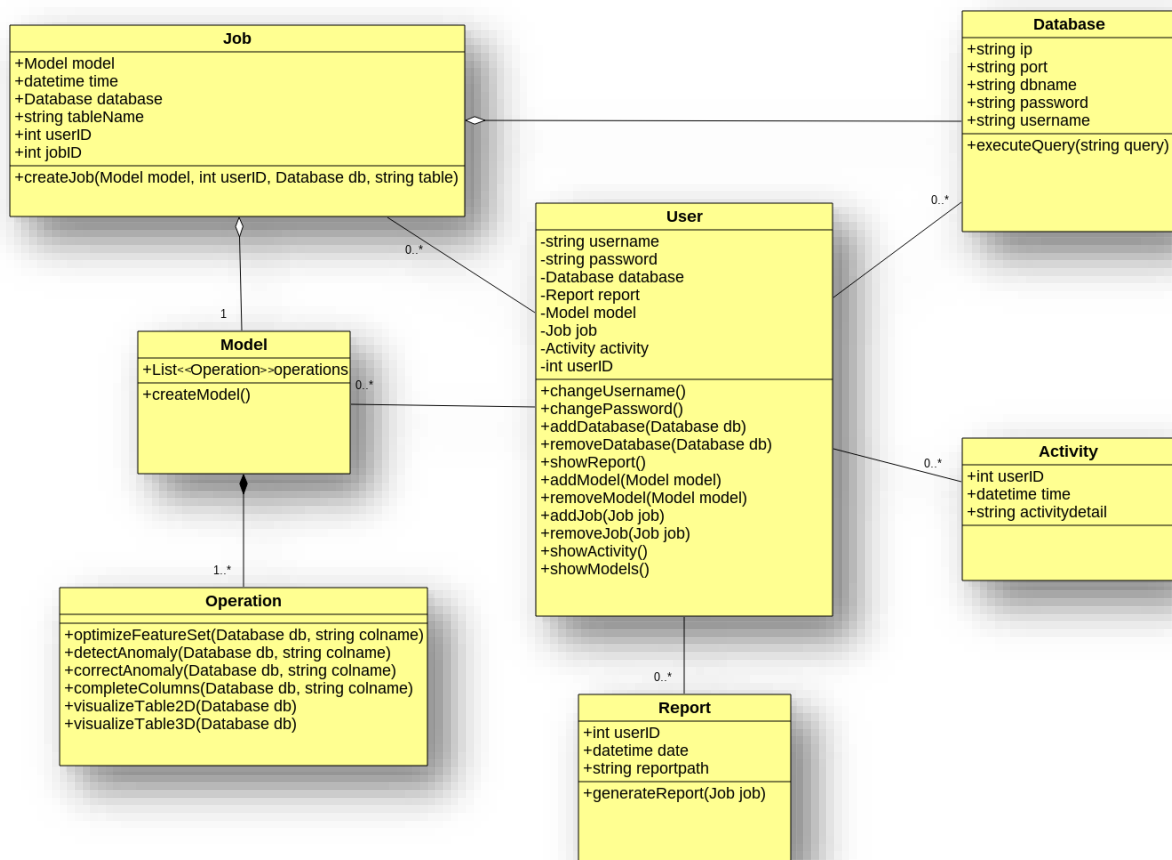 Job
+Model model
+datetime time
+Database database
+string tableName
+int userID
+int jobID
+createJob(Model model, int userID, Database db, string table)
Database
+string ip
+string port
+string dbname
+string password
+string username
+executeQuery(string query)
0..*
0..*
User
-string username
-string password
-Database database
-Report report
-Model model
-Job job
-Activity activity
-int userID
+changeUsername()
+changePassword()
+addDatabase(Database db)
+removeDatabase(Database db)
+showReport()
+addModel(Model model)
+removeModel(Model model)
+addJob(Job job)
+removeJob(Job job)
+showActivity()
+showModels()
1
Model
+List<<Operation>>operations
+createModel()
0..*
0..*
Activity
+int userID
+datetime time
+string activitydetail
1..*
Operation
+optimizeFeatureSet(Database db, string colname)
+detectAnomaly(Database db, string colname)
+correctAnomaly(Database db, string colname)
+completeColumns(Database db, string colname)
+visualizeTable2D(Database db)
+visualizeTable3D(Database db)
0..*
Report
+int userID
+datetime date
+string reportpath
+generateReport(Job job)